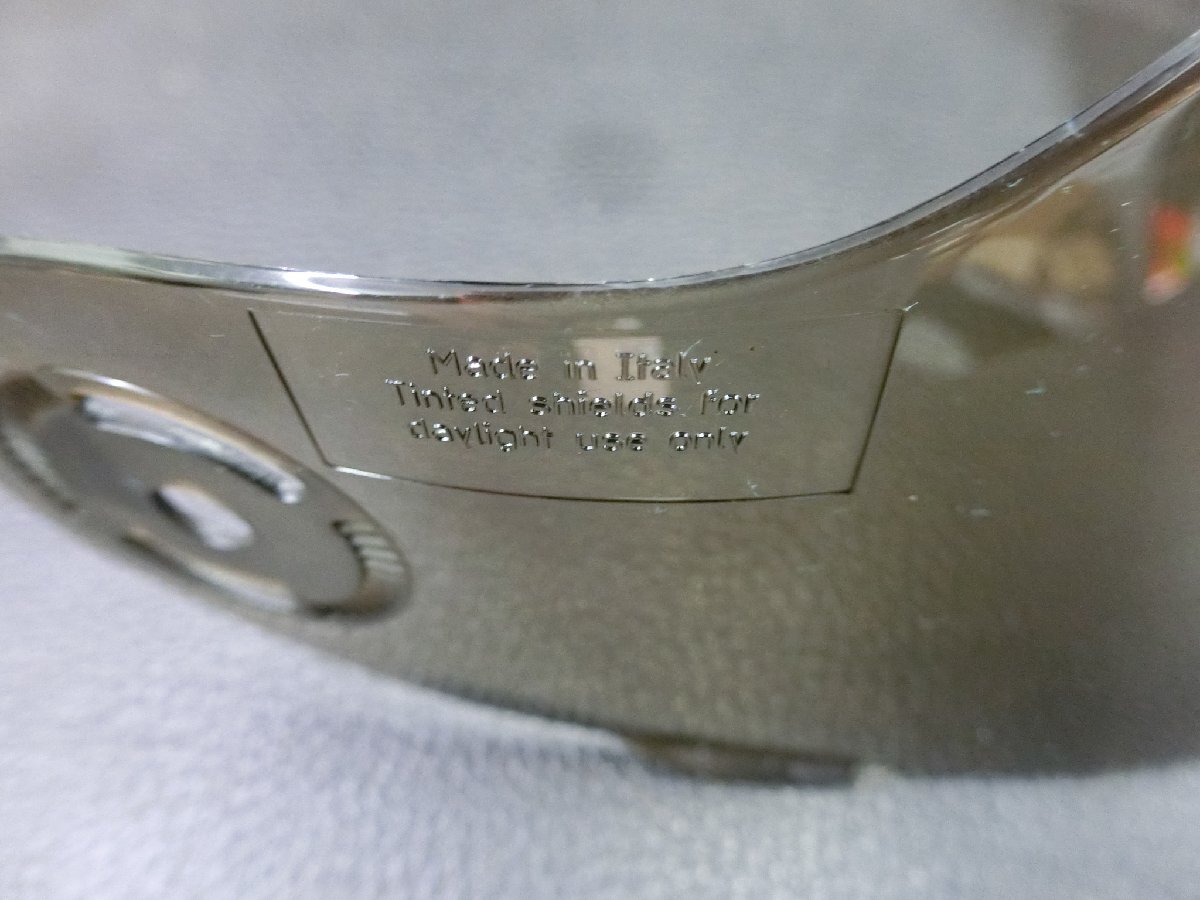 Made in Italy
Tinted shields for
daylight use only